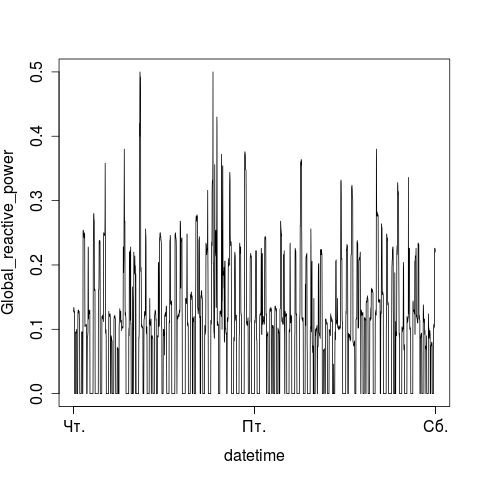 Global_reactive_power
0.5
0.4
0.3
0.2
0.1
0.0
Чт.
Пт.
Сб.
datetime